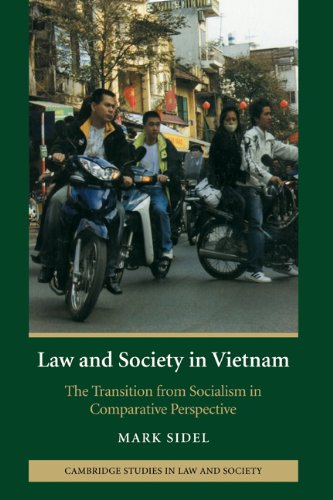 Law and Society in Vietnam
The Transition from Socialism in
Comparative Perspective
MARK SIDEL
CAMBRIDGE STUDIES IN LAW AND SOCIETY